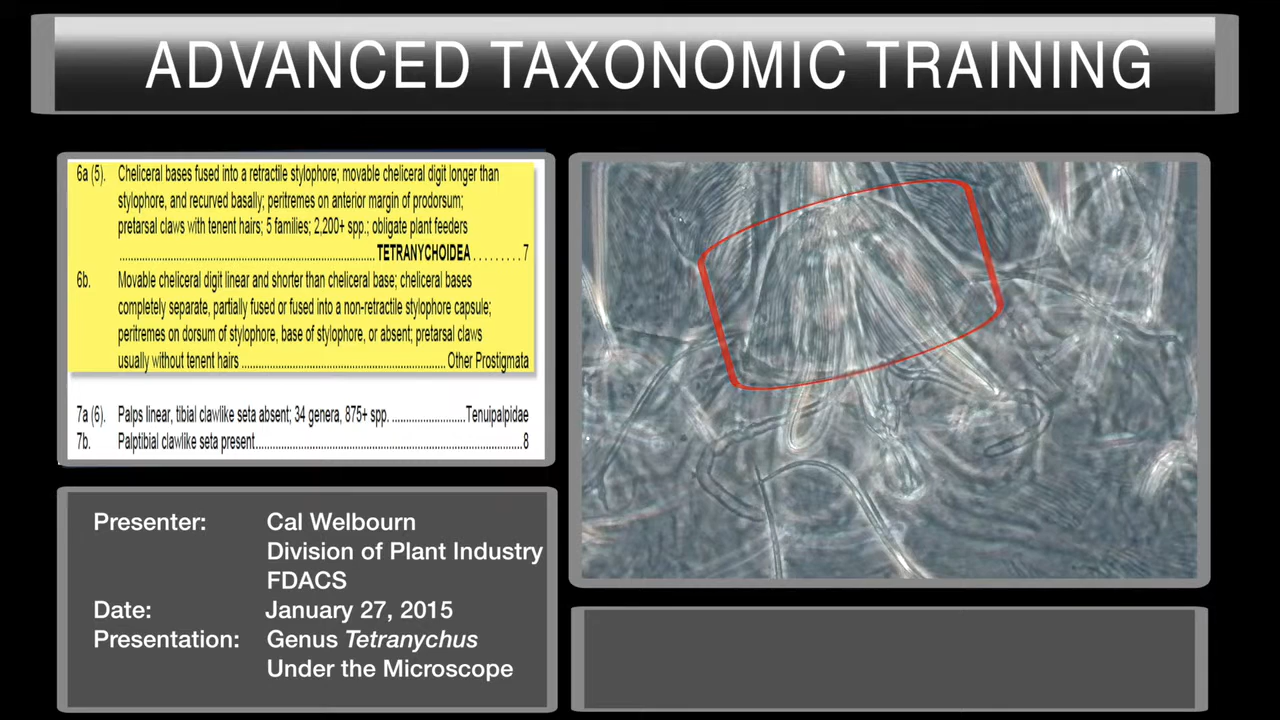 ADVANCED TAXONOMIC TRAINING
6a (5). Cheliceral bases fused into a retractile stylophore; movable cheliceral digit longer than
stylophore, and recurved basally; peritremes on anterior margin of prodorsum;
pretarsal claws with tenent hairs; 5 families; 2,200+ spp.; obligate plant feeders
..........................................................................TETRANYCHOIDEA.........7
6b. Movable cheliceral digit linear and shorter than cheliceral base; cheliceral bases
completely separate, partially fused or fused into a non-retractile stylophore capsule;
peritremes on dorsum of stylophore, base of stylophore, or absent; pretarsal claws
usually without tenent hairs ...........................................................Other Prostigmata
7a (6). Palps linear, tibial clawlike seta absent; 34 genera, 875+ spp. .....................Tenuipalpidae
7b. Palptibial clawlike seta present...............................................................................8
Presenter: Cal Welbourn
Division of Plant Industry
FDACS
Date: January 27, 2015
Presentation: Genus Tetranychus
Under the Microscope